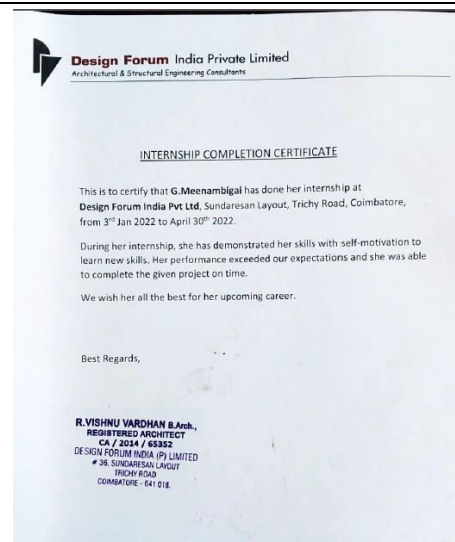 Design Forum India Private Limited
Architectural & Structural Engineering Consultants
INTERNSHIP COMPLETION CERTIFICATE
This is to certify that G.Meenambigai has done her internship at
Design Forum India Pvt Ltd, Sundaresan Layout, Trichy Road, Coimbatore,
from 3rd Jan 2022 to April 30th 2022.
During her internship, she has demonstrated her skills with self-motivation to
learn new skills. Her performance exceeded our expectations and she was able
to complete the given project on time.
We wish her all the best for her upcoming career.
Best Regards,
R.VISHNU VARDHAN B.Arch.,
REGISTERED ARCHITECT
CA / 2014 / 65352
DESIGN FORUM INDIA (P) LIMITED
# 36, SUNDARESAN LAYOUT
TRICHY ROAD
COIMBATORE - 641 018.